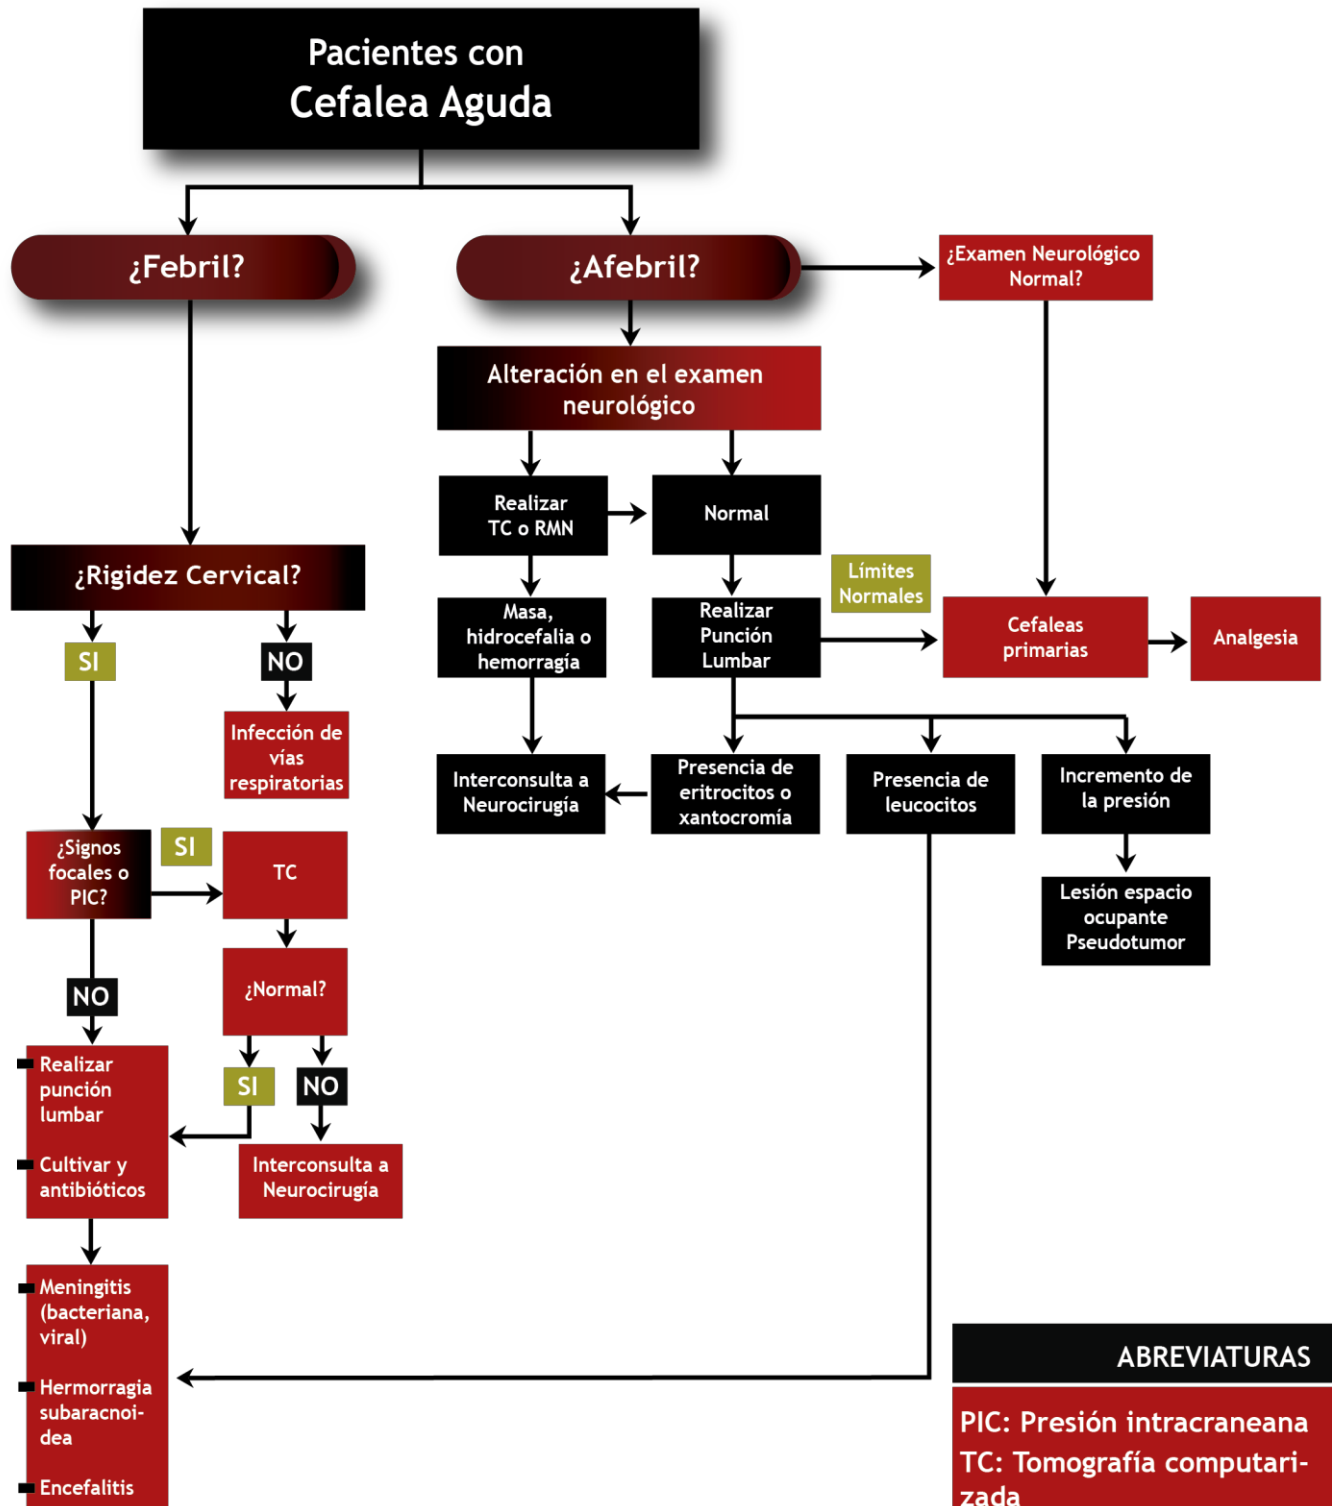 Pacientes con
Cefalea Aguda
¿Febril?
¿Afebril?
¿Examen Neurológico
Normal?
Alteración en el examen
neurológico
Realizar
TC o RMN
Normal
¿Rigidez Cervical?
SI
NO
Masa,
hidrocefalia o
hemorragía
Realizar
Punción
Lumbar
Límites
Normales
Cefaleas
primarias
Analgesia
Infección de
vías
respiratorias
Interconsulta a
Neurocirugía
Presencia de
eritrocitos o
xantocromía
Presencia de
leucocitos
Incremento de
la presión
Lesión espacio
ocupante
Pseudotumor
¿Signos
focales o
PIC?
SI
TC
NO
¿Normal?
SI
NO
Realizar
punción
lumbar
Cultivar y
antibióticos
Interconsulta a
Neurocirugía
Meningitis
(bacteriana,
viral)
Hermorragia
subaracnoi-
dea
Encefalitis
ABREVIATURAS
PIC: Presión intracraneana
TC: Tomografía computari-
zada